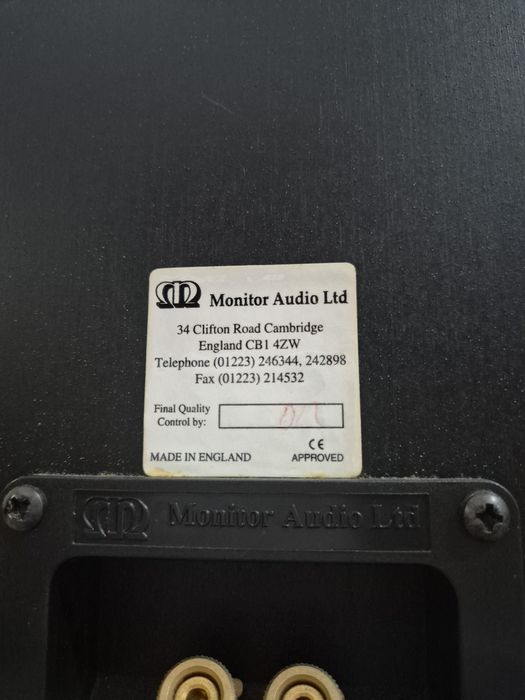 Monitor Audio Ltd
34 Clifton Road Cambridge
England CB1 4ZW
Telephone (01223) 246344, 242898
Fax (01223) 214532
Final Quality
Control by:
MADE IN ENGLAND
CE
APPROVED
Monitor Audio Ltd